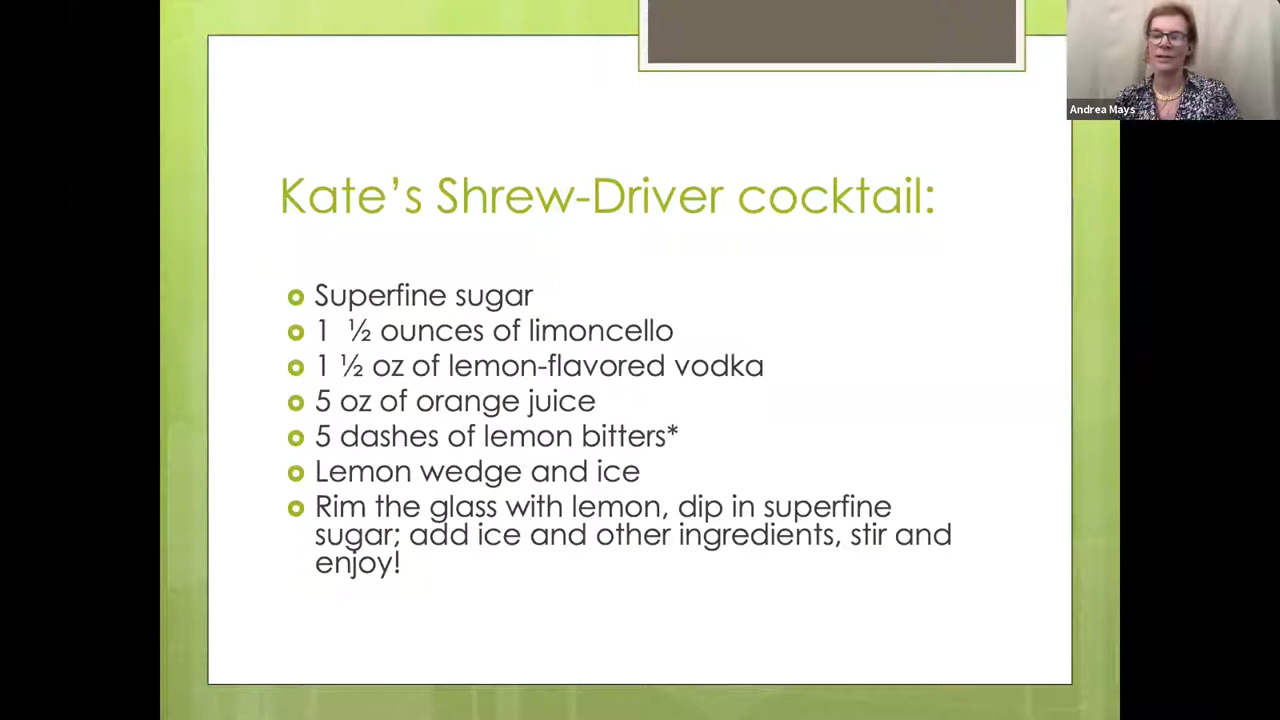 Andrea Mays
Kate’s Shrew-Driver cocktail:
Superfine sugar
1 ½ ounces of limoncello
1 ½ oz of lemon-flavored vodka
5 oz of orange juice
5 dashes of lemon bitters*
Lemon wedge and ice
Rim the glass with lemon, dip in superfine
sugar; add ice and other ingredients, stir and
enjoy!